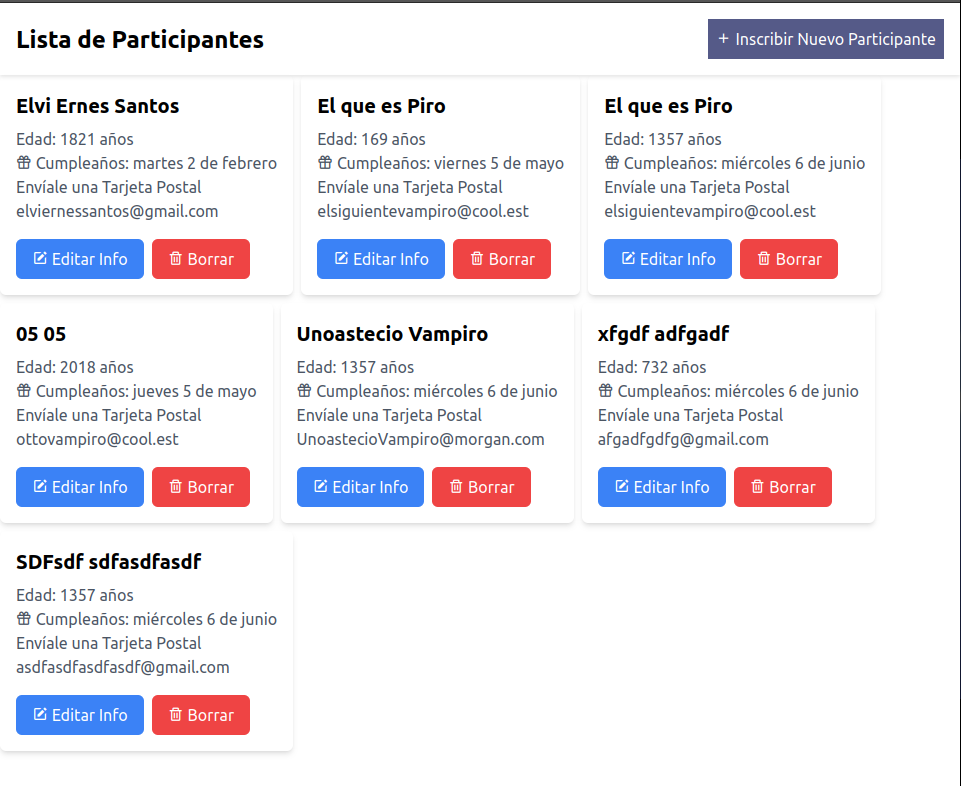 Lista de Participantes
+ Inscribir Nuevo Participante
Elvi Ernes Santos
Edad: 1821 años
Cumpleaños: martes 2 de febrero
Envíale una Tarjeta Postal
elviernessantos@gmail.com
Editar Info
Borrar
El que es Piro
Edad: 169 años
Cumpleaños: viernes 5 de mayo
Envíale una Tarjeta Postal
elsiguientevampiro@cool.est
Editar Info
Borrar
El que es Piro
Edad: 1357 años
Cumpleaños: miércoles 6 de junio
Envíale una Tarjeta Postal
elsiguientevampiro@cool.est
Editar Info
Borrar
05 05
Edad: 2018 años
Cumpleaños: jueves 5 de mayo
Envíale una Tarjeta Postal
ottovampiro@cool.est
Editar Info
Borrar
Unoastecio Vampiro
Edad: 1357 años
Cumpleaños: miércoles 6 de junio
Envíale una Tarjeta Postal
UnoastecioVampiro@morgan.com
Editar Info
Borrar
xfgdf adfgadf
Edad: 732 años
Cumpleaños: miércoles 6 de junio
Envíale una Tarjeta Postal
afgadfgdfg@gmail.com
Editar Info
Borrar
SDFsdf sdfasdfasdf
Edad: 1357 años
Cumpleaños: miércoles 6 de junio
Envíale una Tarjeta Postal
asdfasdfasdfasdf@gmail.com
Editar Info
Borrar